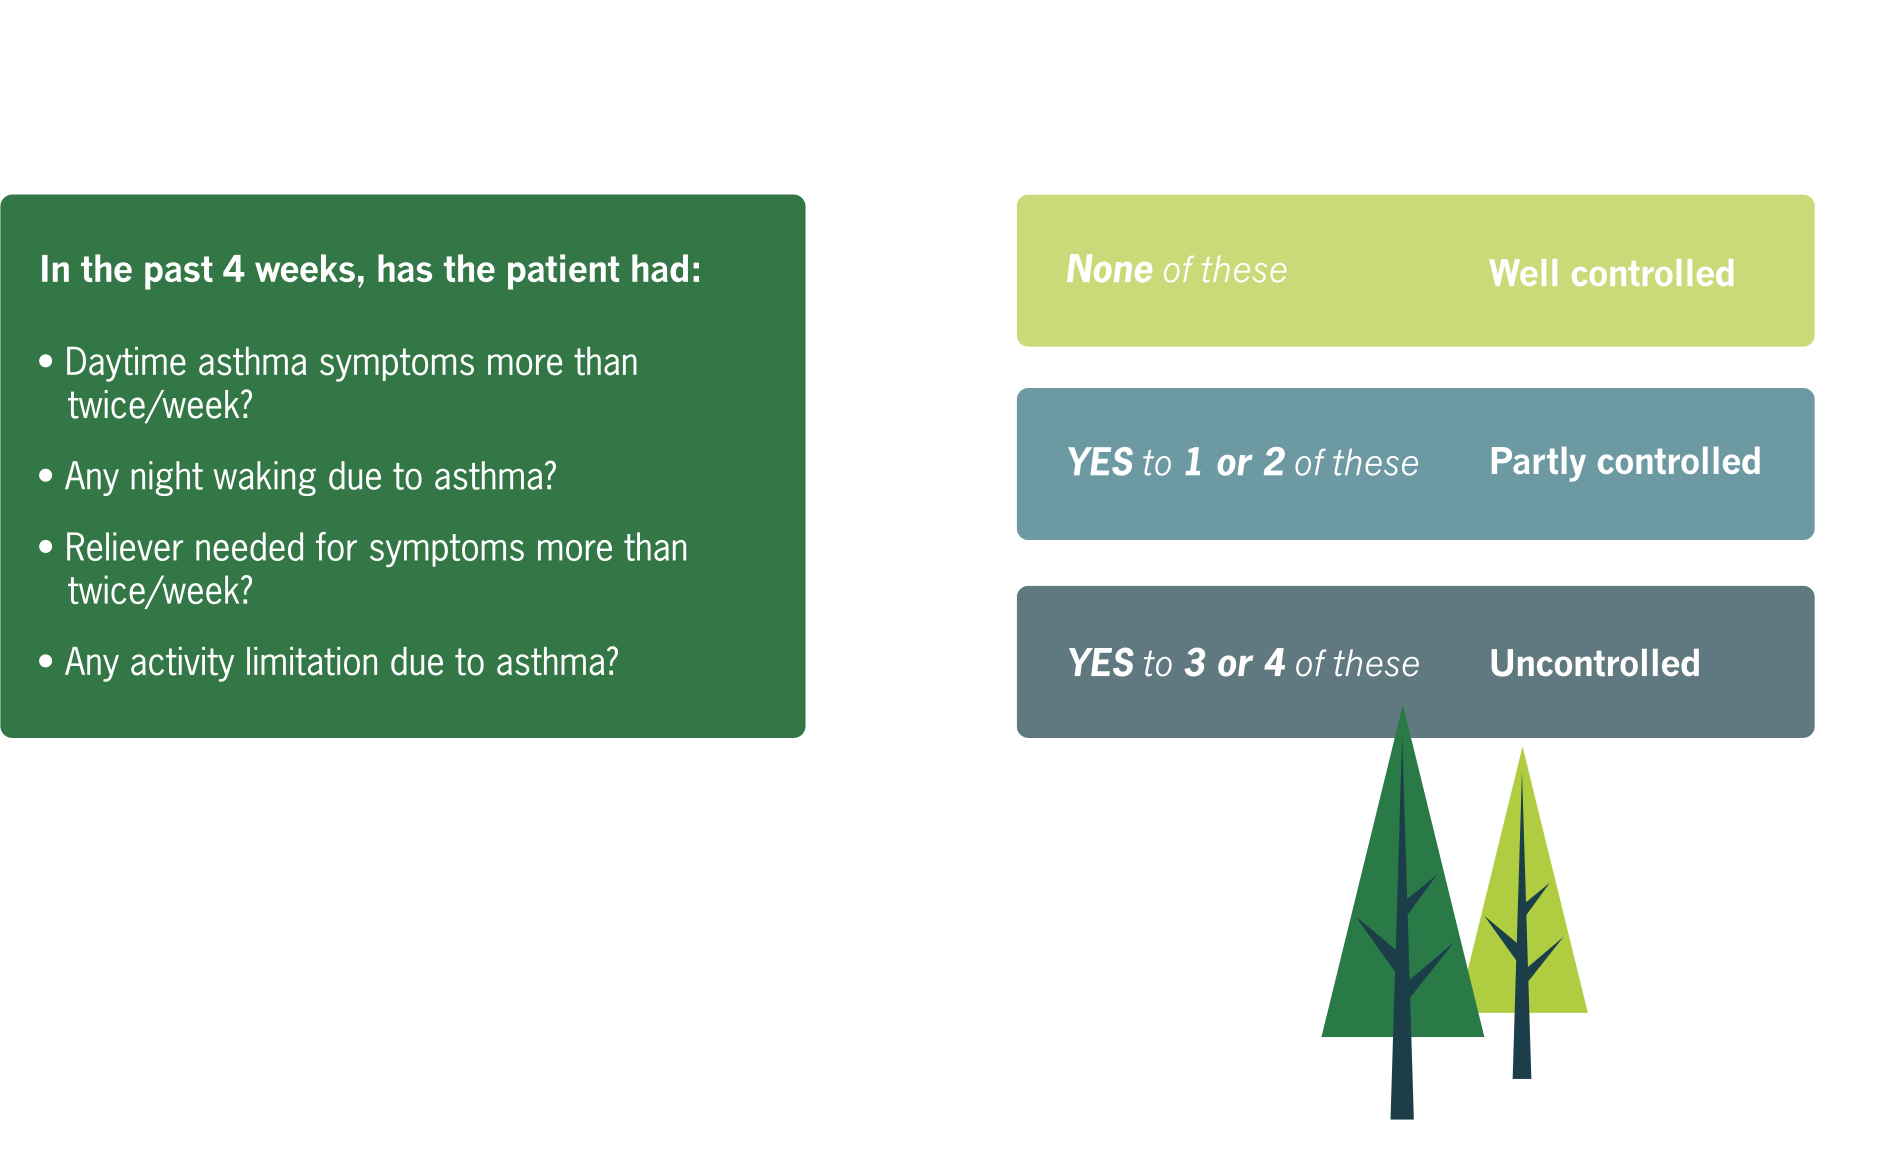 In the past 4 weeks, has the patient had:
• Daytime asthma symptoms more than
twice/week?
• Any night waking due to asthma?
• Reliever needed for symptoms more than
twice/week?
• Any activity limitation due to asthma?
None of these
Well controlled
YES to 1 or 2 of these
Partly controlled
YES to 3 or 4 of these
Uncontrolled